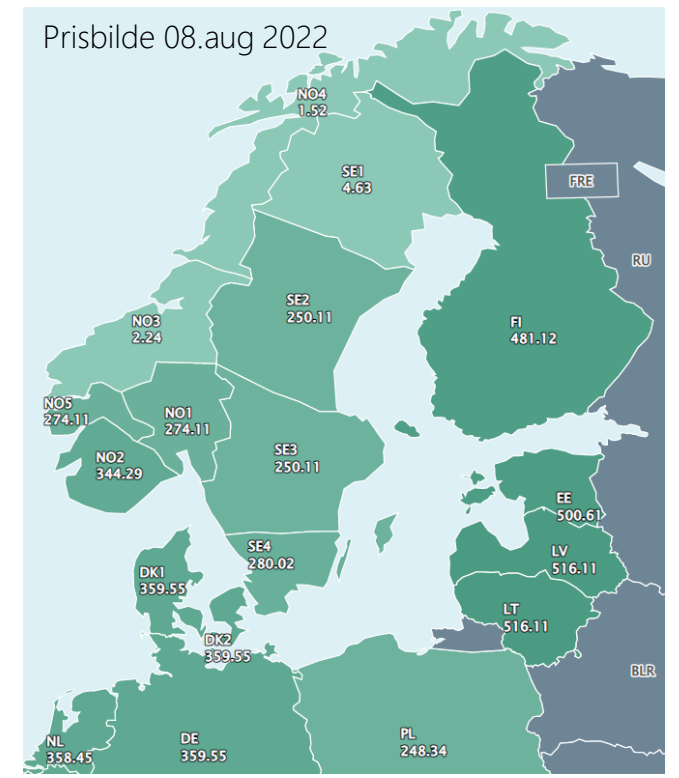 Prisbilde 08.aug 2022
NO4
1.52
SE1
4.63
FRE
RU
SE2
250.11
NO3
2.24
FI
481.12
NO5
274.11
NO1
274.11
NO2
344.29
SE3
250.11
EE
500.61
SE4
280.02
LV
516.11
DK1
359.55
LT
516.11
DK2
359.55
BLR
NL
358.45
DE
359.55
PL
248.34